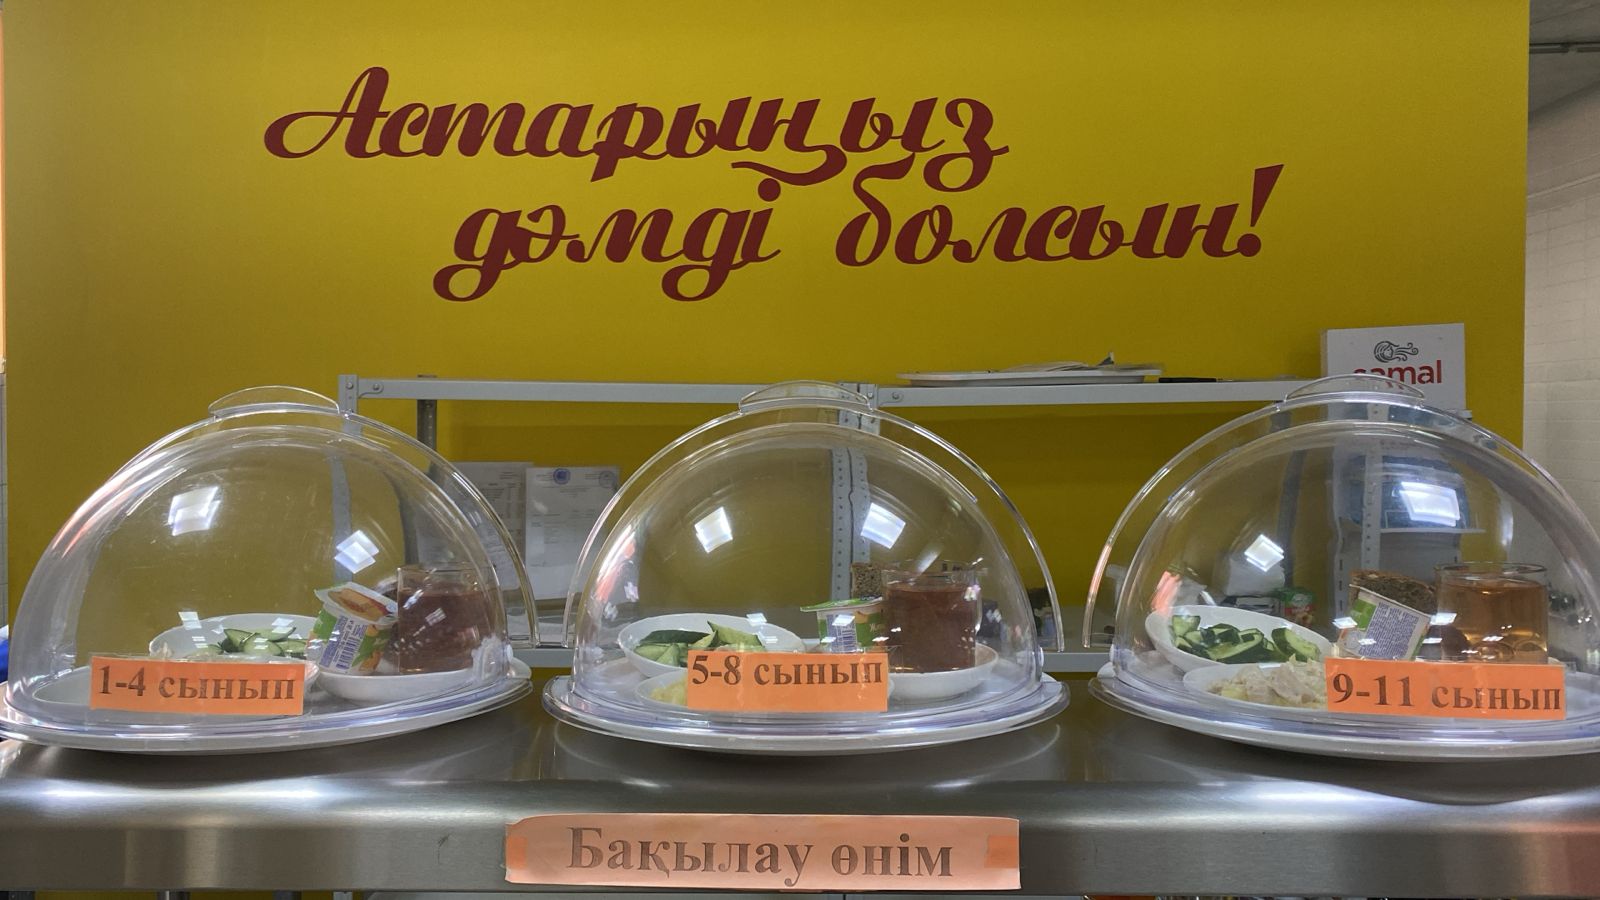 Астарыңыз
дәмді болсын!
samal
1-4 сынып
5-8 сынып
9-11 сынып
Бақылау өнім